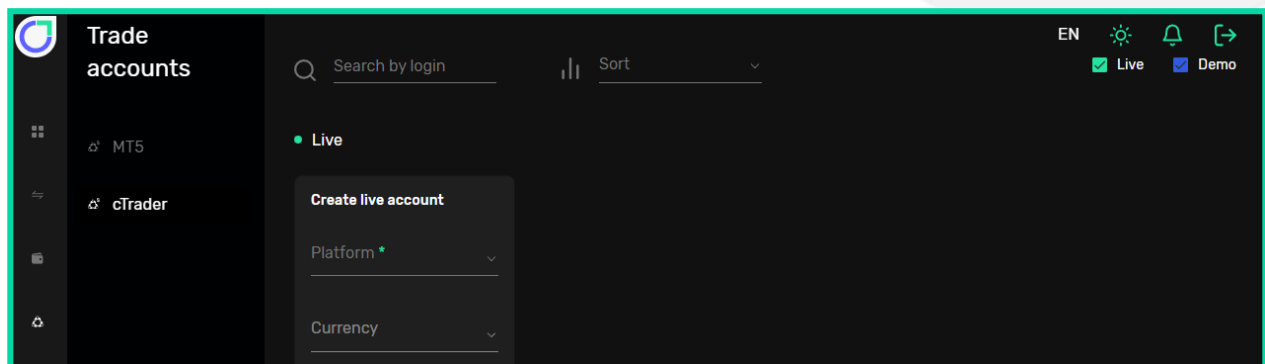 Trade
accounts
MT5
cTrader
Search by login
Sort
EN
Live
Demo
Live
Create live account
Platform *
Currency